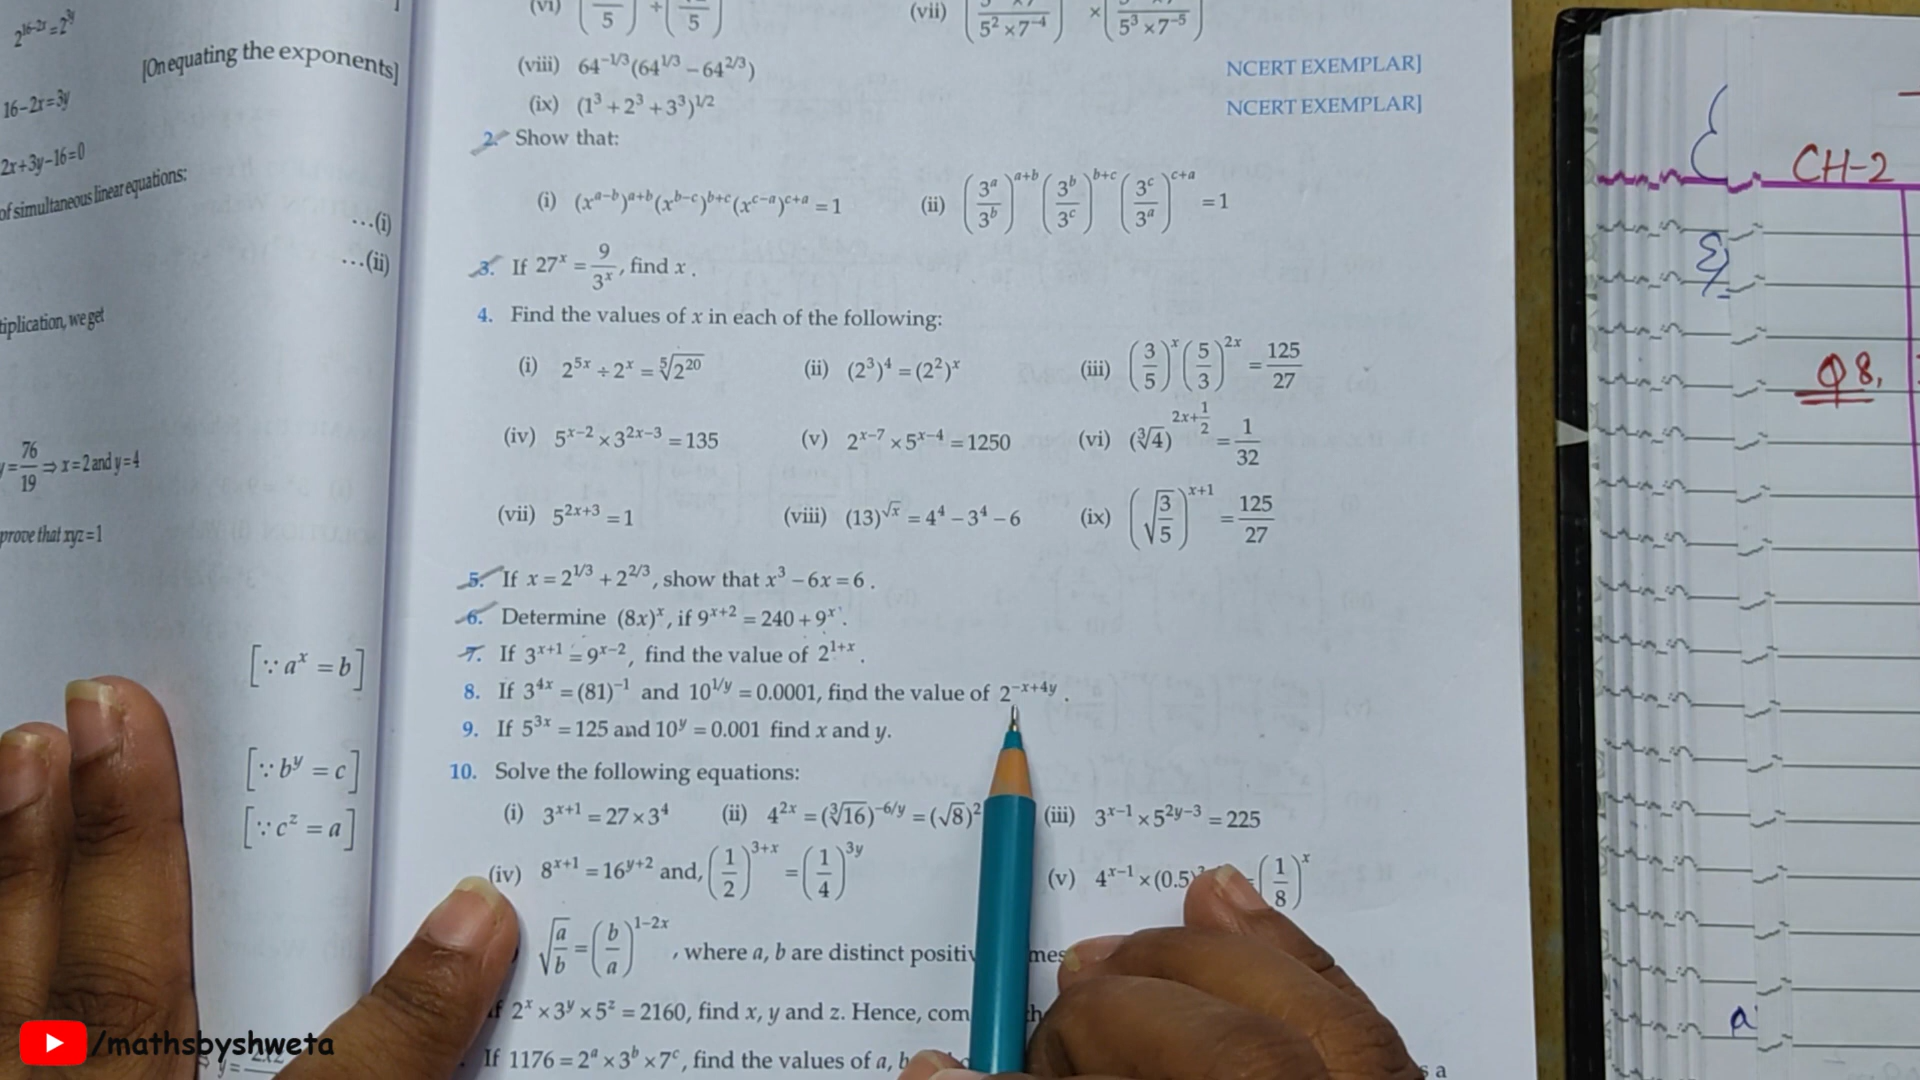 2^{16-2x}=2^{3y}
[On equating the exponents]
16-2x=3y
2x+3y-16=0
of simultaneous linear equations:
...(i)
...(ii)
we get
y=76/19 ⇒ x=2 and y=4
prove that xyz=1
[∵ a^x = b]
[∵ b^y = c]
[∵ c^z = a]
(vii) 5^2×7^{-4} × 5^3×7^{-5}
(viii) 64^{-1/3}(64^{1/3} – 64^{2/3}) NCERT EXEMPLAR]
(ix) (1^3 + 2^3 + 3^3)^{1/2} NCERT EXEMPLAR]
2. Show that:
(i) (x^{a-b})^{a+b}(x^{b-c})^{b+c}(x^{c-a})^{c+a} = 1 (ii) (3^a/3^b)^{a+b} (3^b/3^c)^{b+c} (3^c/3^a)^{c+a} = 1
3. If 27^x = 9/3^x, find x .
4. Find the values of x in each of the following:
(i) 2^{5x} ÷ 2^x = ⁵√2^{20} (ii) (2^3)^4 = (2^2)^x (iii) (3/5)^x (5/3)^{2x} = 125/27
(iv) 5^{x-2} × 3^{2x-3} = 135 (v) 2^{x-7} × 5^{x-4} = 1250 (vi) (³√4)^{2x+1/2} = 1/32
(vii) 5^{2x+3} = 1 (viii) (13)^{√x} = 4^4 – 3^4 – 6 (ix) (√3/5)^{x+1} = 125/27
5. If x = 2^{1/3} + 2^{2/3}, show that x^3 – 6x = 6 .
6. Determine (8x)^x, if 9^{x+2} = 240 + 9^x .
7. If 3^{x+1} = 9^{x-2}, find the value of 2^{1+x} .
8. If 3^{4x} = (81)^{-1} and 10^{1/y} = 0.0001, find the value of 2^{-x+4y} .
9. If 5^{3x} = 125 and 10^y = 0.001 find x and y.
10. Solve the following equations:
(i) 3^{x+1} = 27 × 3^4 (ii) 4^{2x} = (³√16)^{-6/y} = (√8)^2 (iii) 3^{x-1} × 5^{2y-3} = 225
(iv) 8^{x+1} = 16^{y+2} and, (1/2)^{3+x} = (1/4)^{3y} (v) 4^{x-1} × (0.5) = (1/8)^x
√a/b = (b/a)^{1-2x} , where a, b are distinct
2^x × 3^y × 5^z = 2160, find x, y and z. Hence,
If 1176 = 2^a × 3^b × 7^c, find the values of a,
CH-2
Q8.
/mathsbyshweta